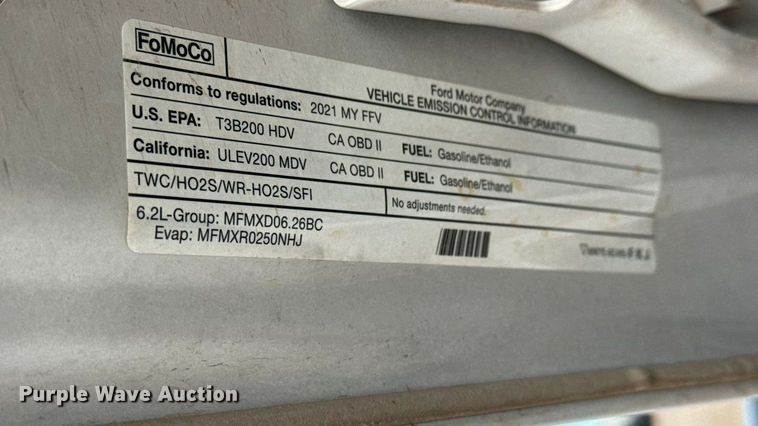 FoMoCo
Ford Motor Company
VEHICLE EMISSION CONTROL INFORMATION
Conforms to regulations: 2021 MY FFV
U.S. EPA: T3B200 HDV CA OBD II FUEL: Gasoline/Ethanol
California: ULEV200 MDV CA OBD II FUEL: Gasoline/Ethanol
TWC/HO2S/WR-HO2S/SFI
No adjustments needed.
6.2L-Group: MFMXD06.26BC
Evap: MFMXR0250NHJ
Purple Wave Auction